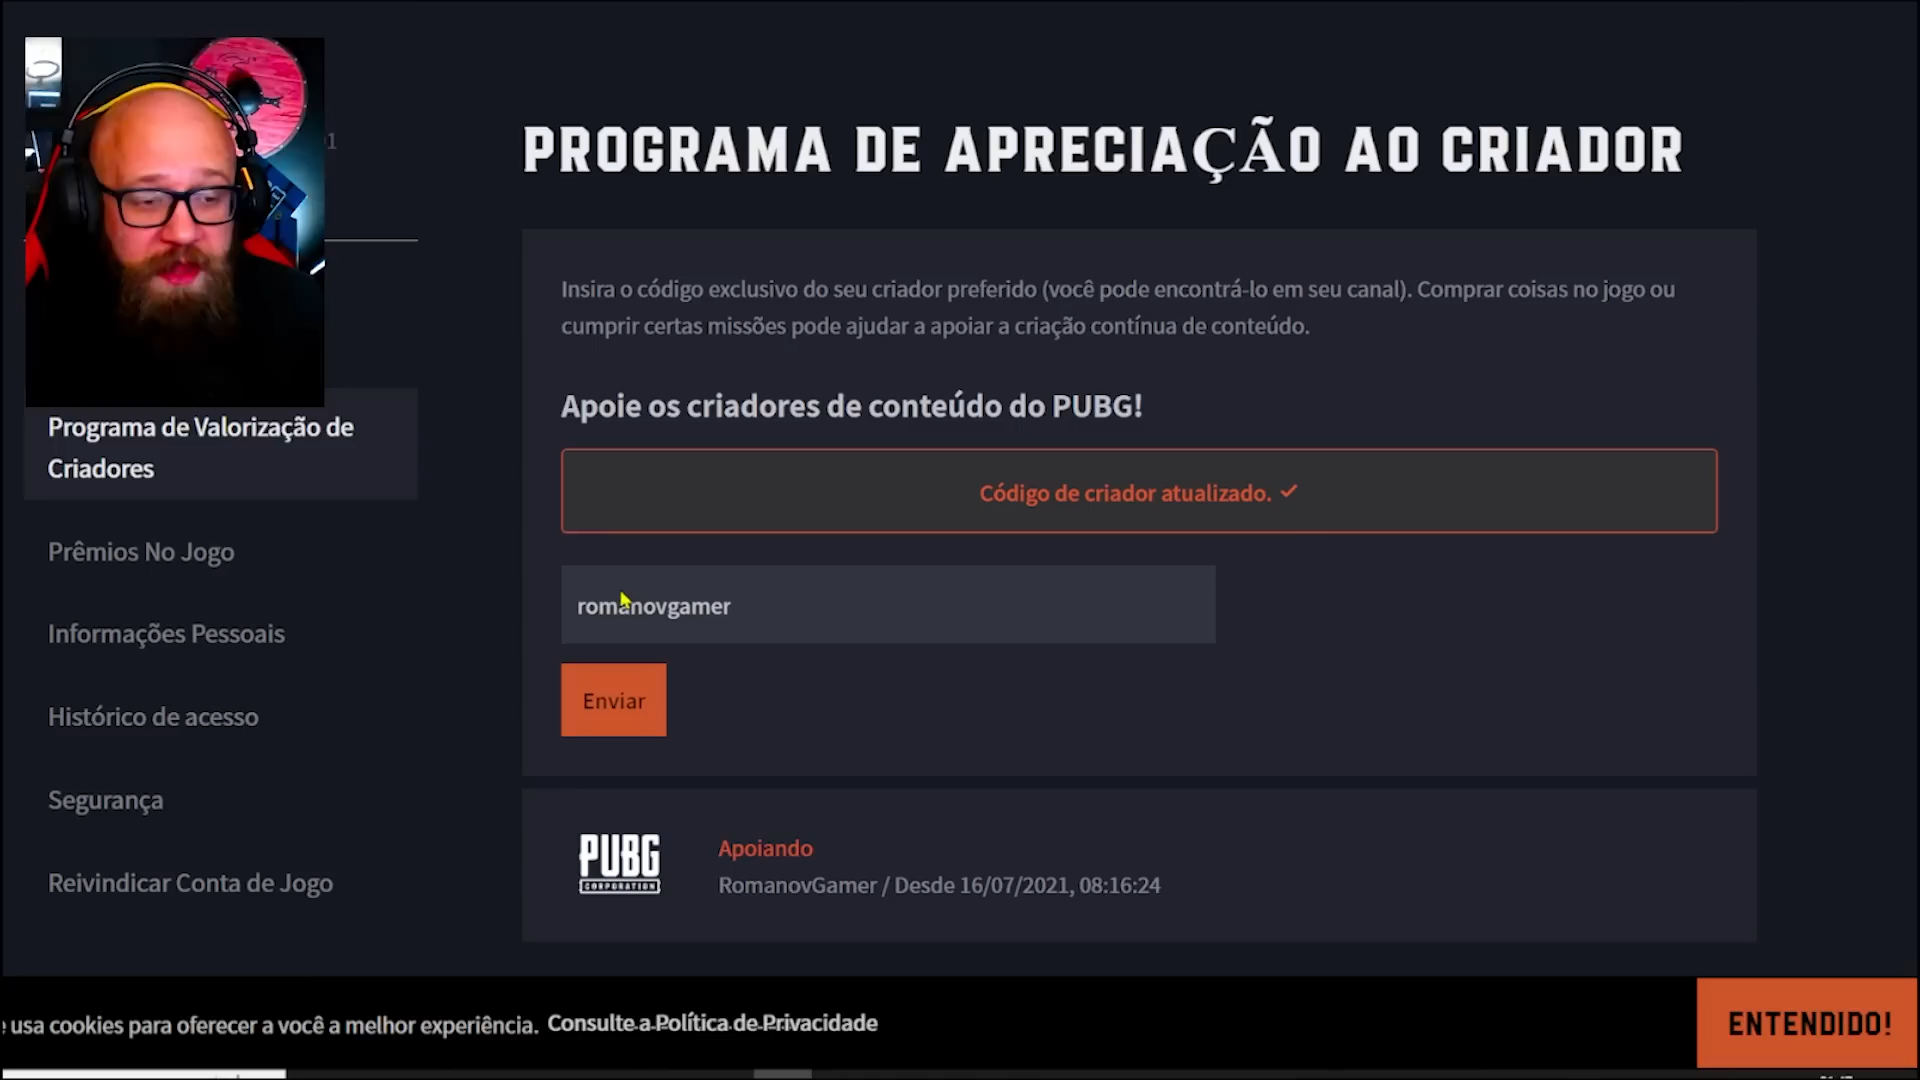 PROGRAMA DE APRECIAÇÃO AO CRIADOR
Insira o código exclusivo do seu criador preferido (você pode encontrá-lo em seu canal). Comprar coisas no jogo ou
cumprir certas missões pode ajudar a apoiar a criação contínua de conteúdo.
Apoie os criadores de conteúdo do PUBG!
Código de criador atualizado.
romanovgamer
Enviar
PUBG
CORPORATION
Apoiando
RomanovGamer / Desde 16/07/2021, 08:16:24
Programa de Valorização de
Criadores
Prêmios No Jogo
Informações Pessoais
Histórico de acesso
Segurança
Reivindicar Conta de Jogo
usa cookies para oferecer a você a melhor experiência. Consulte a Política de Privacidade
ENTENDIDO!